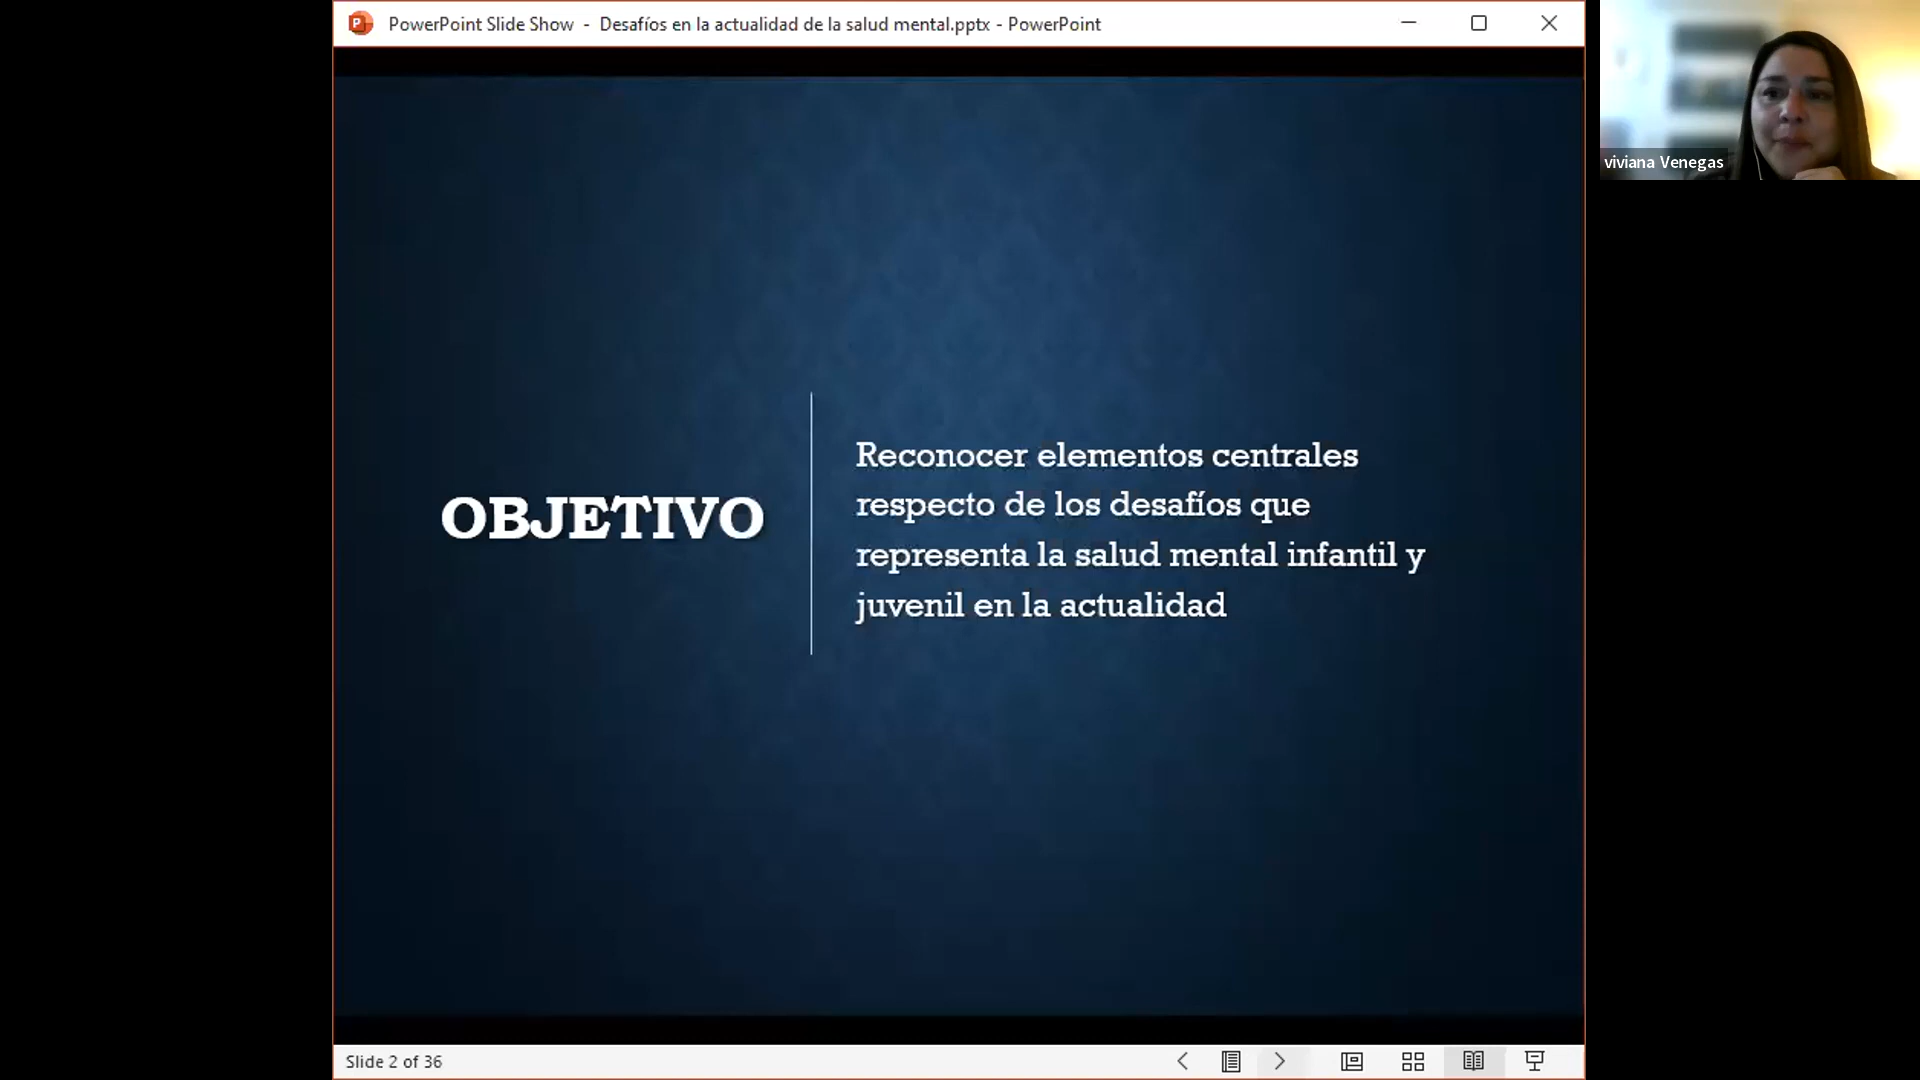 PowerPoint Slide Show - Desafíos en la actualidad de la salud mental.pptx - PowerPoint
viviana Venegas
OBJETIVO
Reconocer elementos centrales
respecto de los desafíos que
representa la salud mental infantil y
juvenil en la actualidad
Slide 2 of 36